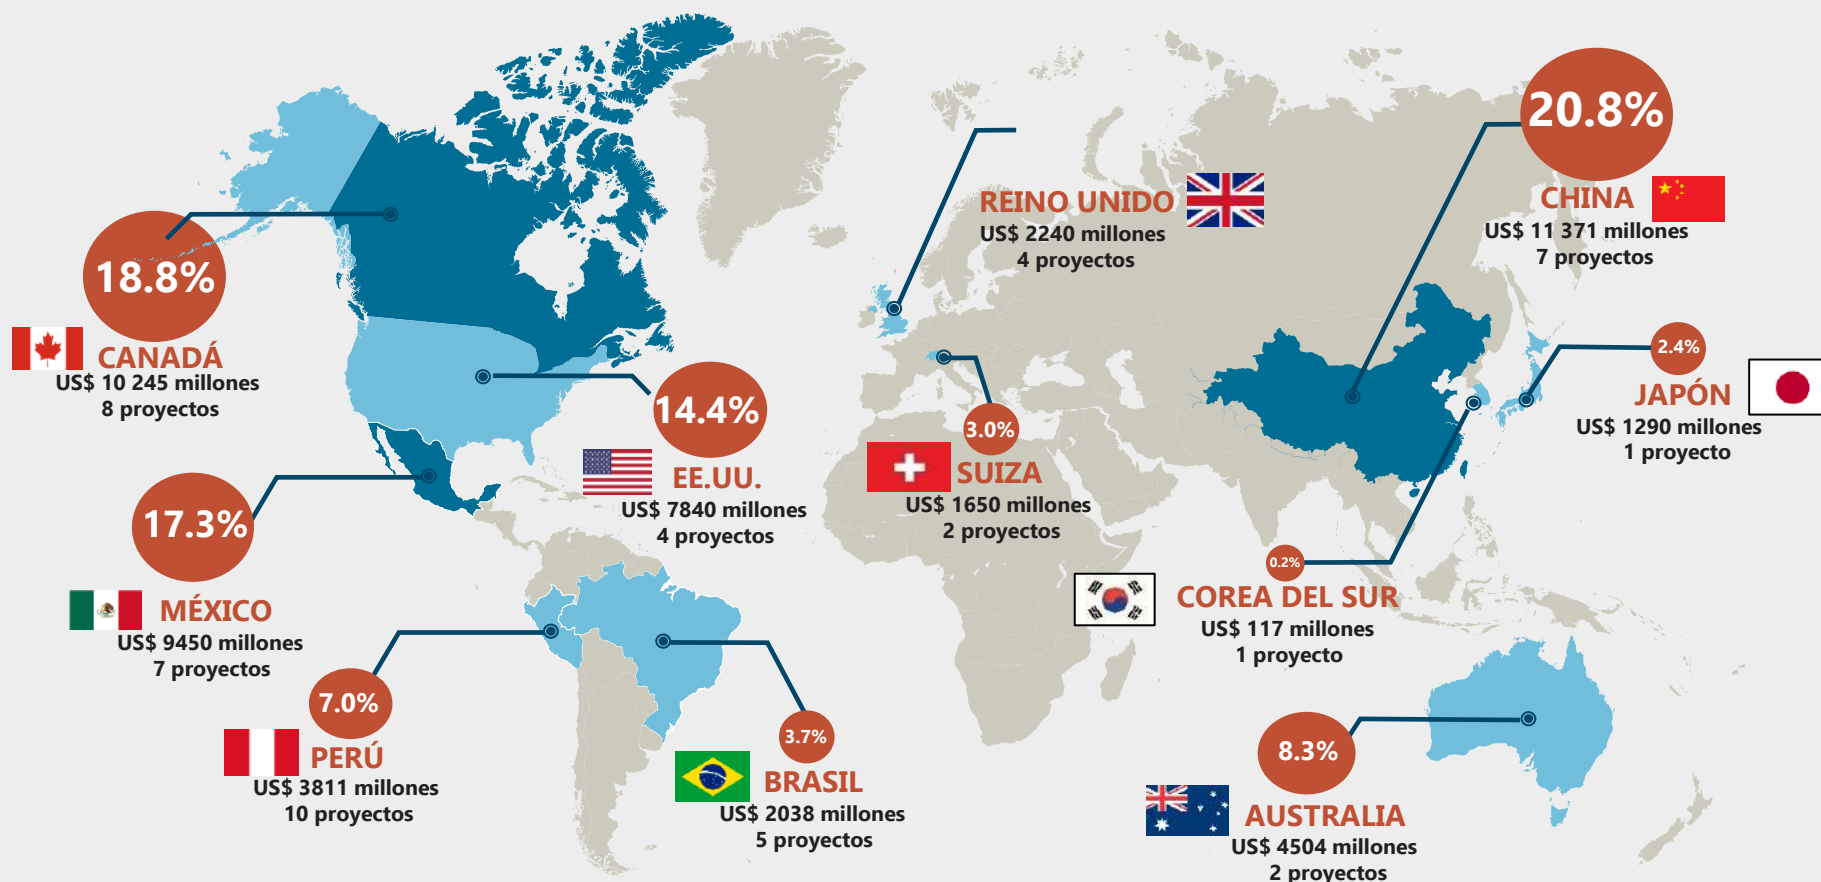 18.8%
CANADÁ
US$ 10 245 millones
8 proyectos
17.3%
MÉXICO
US$ 9450 millones
7 proyectos
14.4%
EE.UU.
US$ 7840 millones
4 proyectos
7.0%
PERÚ
US$ 3811 millones
10 proyectos
3.7%
BRASIL
US$ 2038 millones
5 proyectos
REINO UNIDO
US$ 2240 millones
4 proyectos
3.0%
SUIZA
US$ 1650 millones
2 proyectos
20.8%
CHINA
US$ 11 371 millones
7 proyectos
2.4%
JAPÓN
US$ 1290 millones
1 proyecto
0.2%
COREA DEL SUR
US$ 117 millones
1 proyecto
8.3%
AUSTRALIA
US$ 4504 millones
2 proyectos